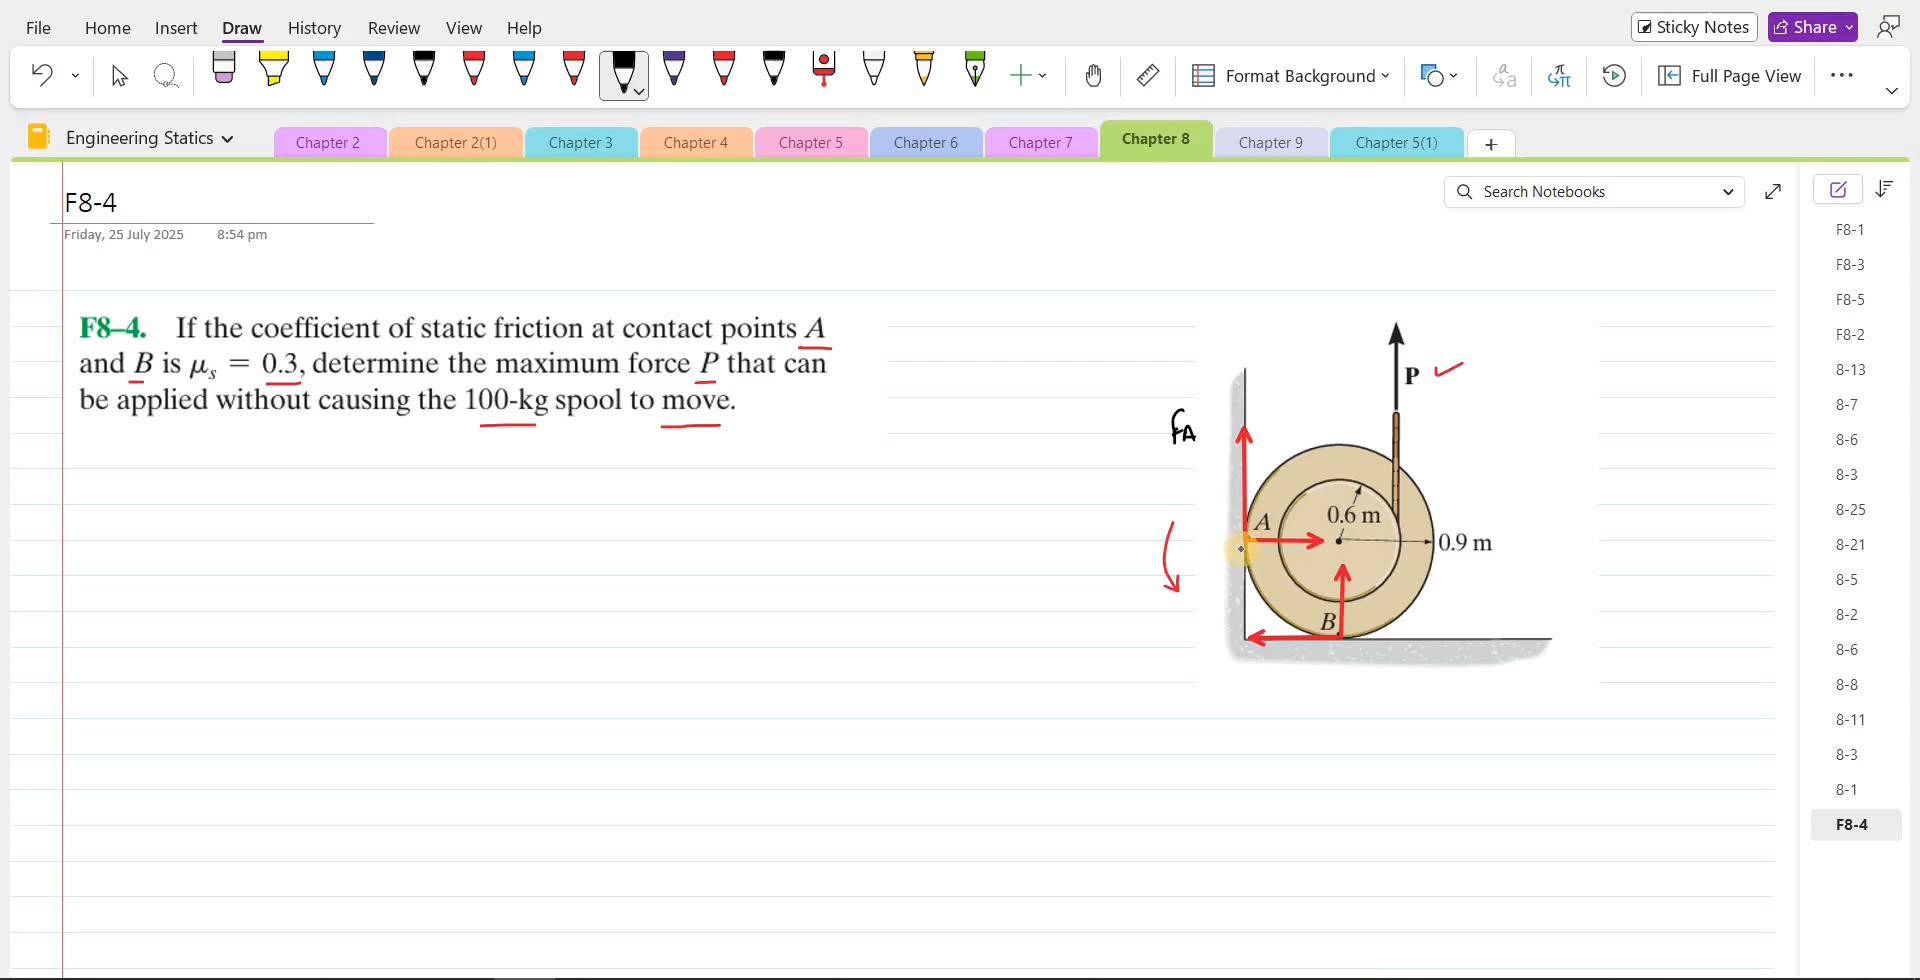 File Home Insert Draw History Review View Help
Sticky Notes Share
Format Background Full Page View
Engineering Statics
Chapter 2 Chapter 2(1) Chapter 3 Chapter 4 Chapter 5 Chapter 6 Chapter 7 Chapter 8 Chapter 9 Chapter 5(1)
F8-4
Friday, 25 July 2025 8:54 pm
Search Notebooks
F8–4. If the coefficient of static friction at contact points A
and B is μs = 0.3, determine the maximum force P that can
be applied without causing the 100-kg spool to move.
P
FA
A
0.6 m
0.9 m
B
F8-1
F8-3
F8-5
F8-2
8-13
8-7
8-6
8-3
8-25
8-21
8-5
8-2
8-6
8-8
8-11
8-3
8-1
F8-4